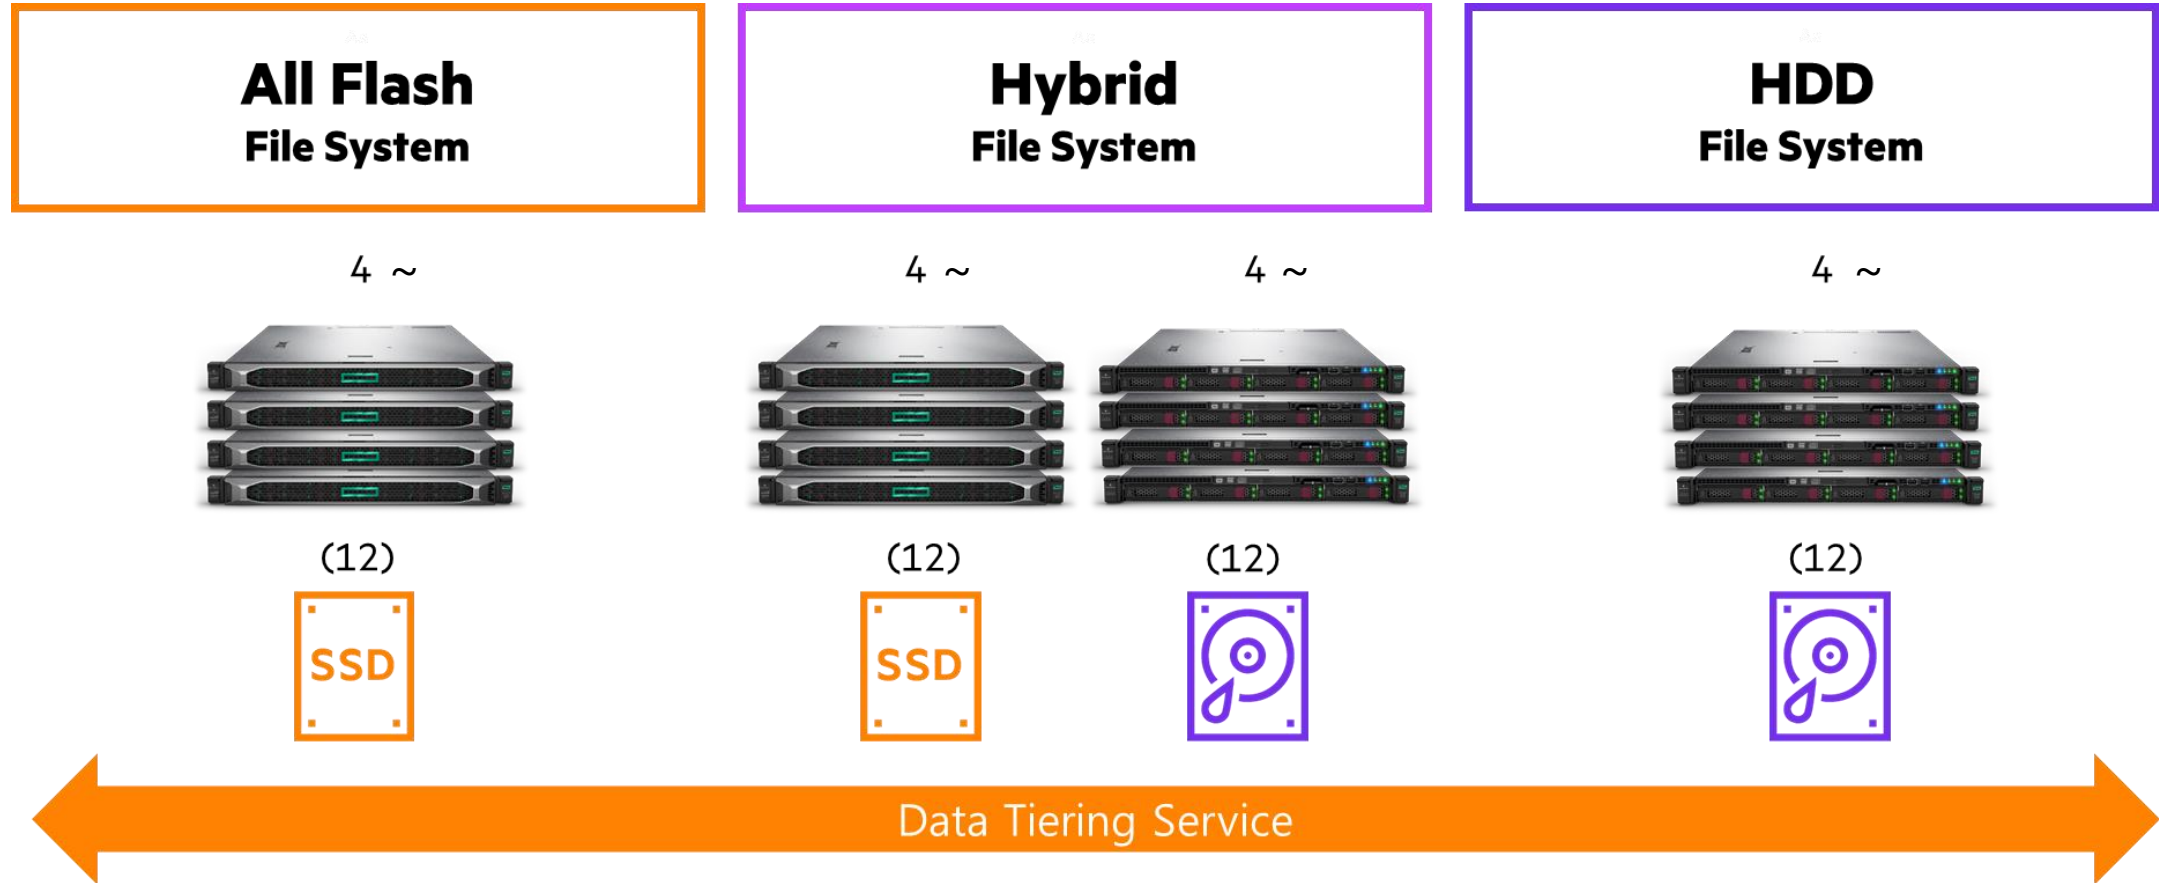 All Flash
File System
Hybrid
File System
HDD
File System
4 ~
4 ~
4 ~
4 ~
(12)
(12)
(12)
(12)
SSD
SSD
Data Tiering Service